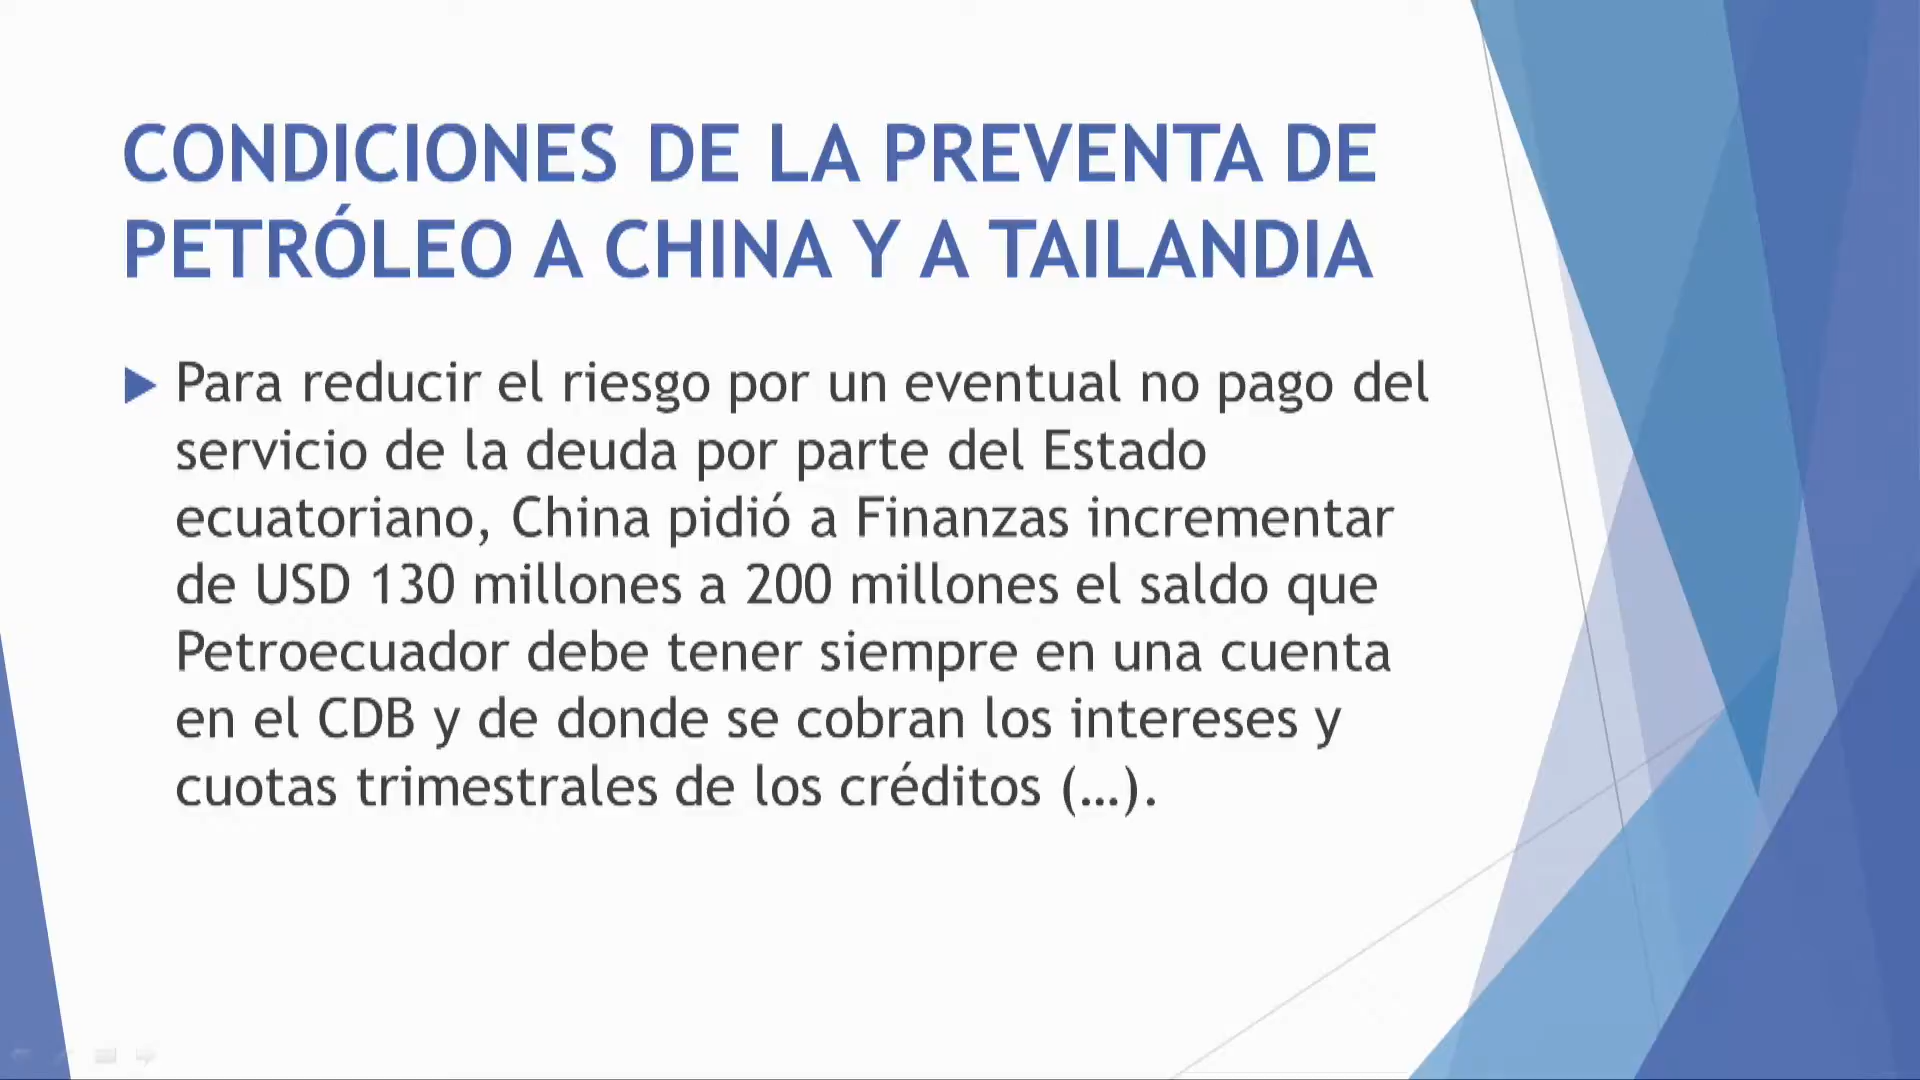 CONDICIONES DE LA PREVENTA DE
PETRÓLEO A CHINA Y A TAILANDIA
Para reducir el riesgo por un eventual no pago del
servicio de la deuda por parte del Estado
ecuatoriano, China pidió a Finanzas incrementar
de USD 130 millones a 200 millones el saldo que
Petroecuador debe tener siempre en una cuenta
en el CDB y de donde se cobran los intereses y
cuotas trimestrales de los créditos (…).